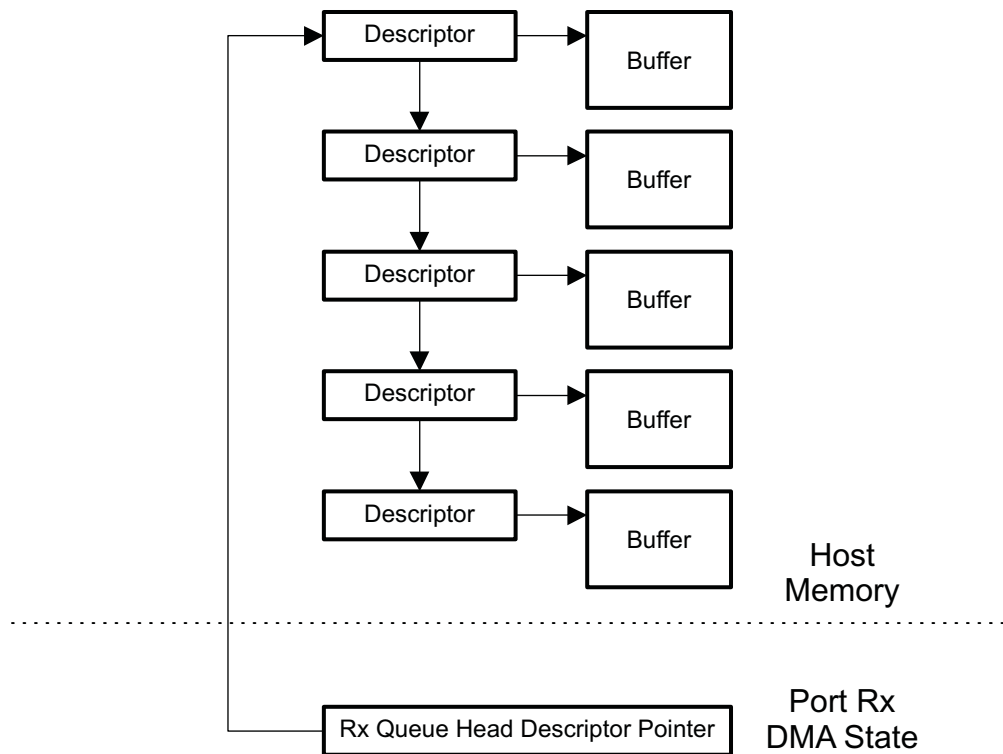 Descriptor
Buffer
Descriptor
Buffer
Descriptor
Buffer
Descriptor
Buffer
Descriptor
Buffer
Host
Memory
Rx Queue Head Descriptor Pointer
Port Rx
DMA State